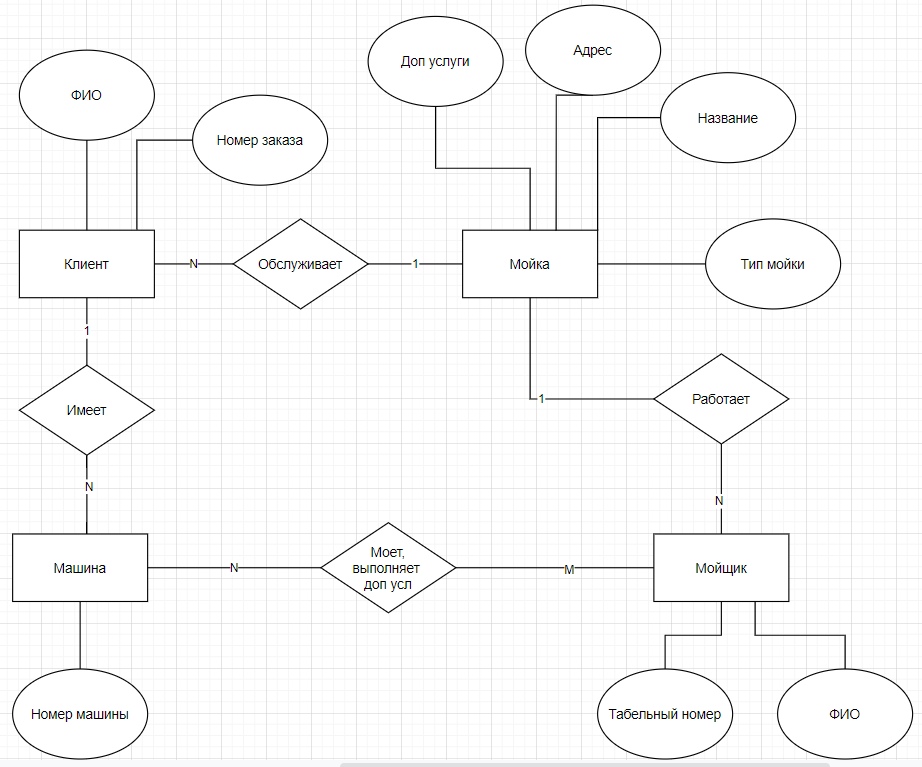 Доп услуги
Адрес
ФИО
Название
Номер заказа
Клиент
N
Обслуживает
1
Мойка
Тип мойки
1
Имеет
1
Работает
N
N
Машина
N
Моет,
выполняет
доп усл
M
Мойщик
Номер машины
Табельный номер
ФИО